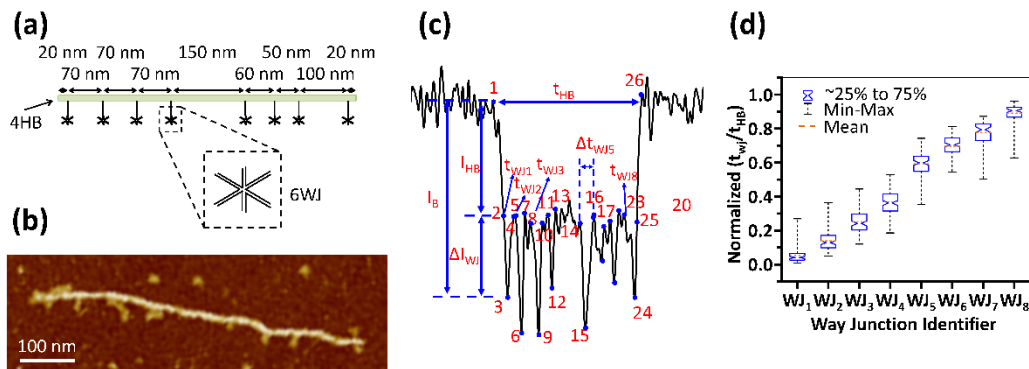 (a)
20 nm 70 nm 150 nm 50 nm 20 nm
70 nm 70 nm 60 nm 100 nm
4HB
6WJ
(b)
100 nm
(c)
1
26
t_HB
I_HB
I_B
ΔI_WJ
t_WJ1
t_WJ2
t_WJ3
Δt_WJ5
t_WJ8
2 4 5 7 8 10 11 13 14 16 17 23 25 20
3
12
24
6 9 15
(d)
~25% to 75%
Min-Max
Mean
Normalized (t_wj/t_HB)
1.0
0.8
0.6
0.4
0.2
0.0
WJ₁ WJ₂ WJ₃ WJ₄ WJ₅ WJ₆ WJ₇ WJ₈
Way Junction Identifier